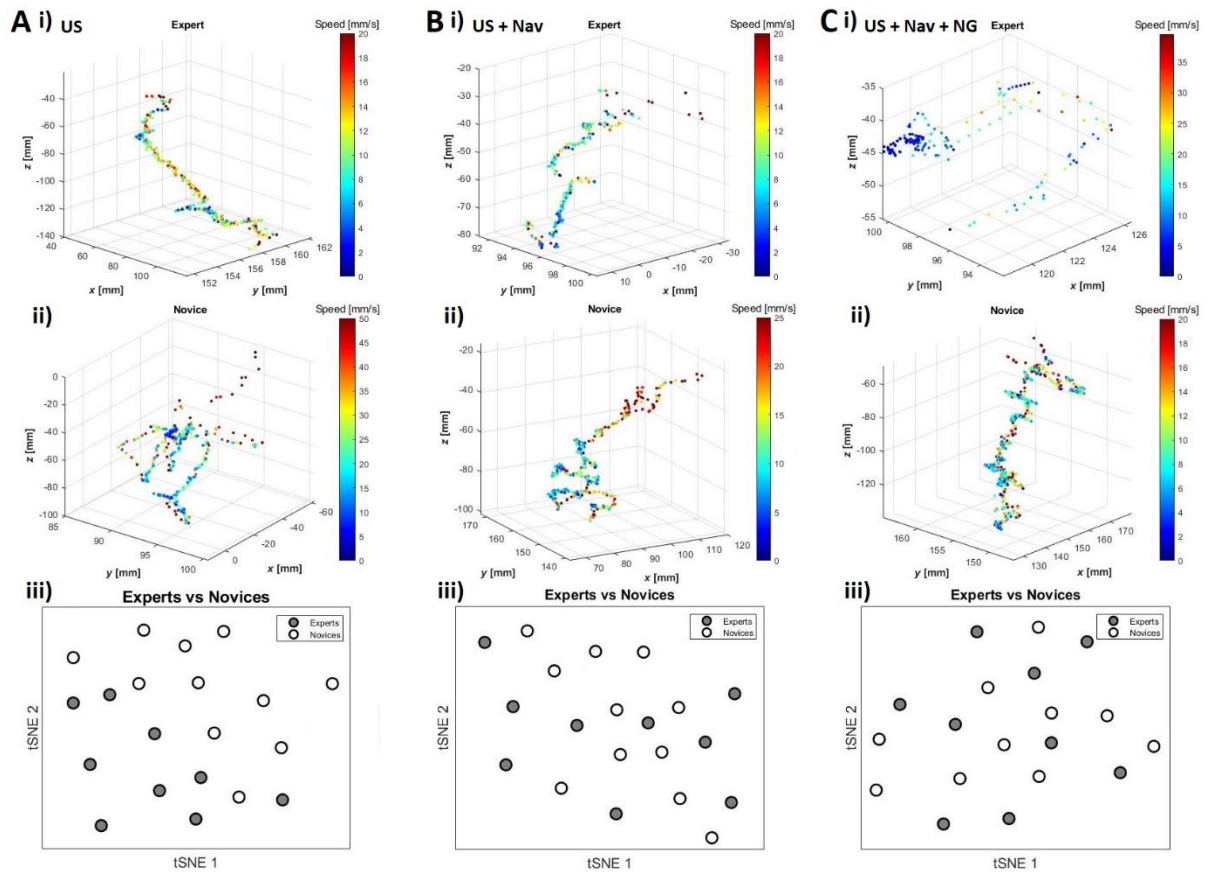 A i) US
Expert
Speed [mm/s]
20
18
16
14
12
10
8
6
4
2
0
-40
-60
-80
-100
-120
-140
z [mm]
40
60
80
100
x [mm]
152
154
156
158
160
162
y [mm]
B i) US + Nav
Expert
Speed [mm/s]
20
18
16
14
12
10
8
6
4
2
0
-20
-30
-40
-50
-60
-70
-80
z [mm]
92
94
96
98
100
y [mm]
10
0
-10
-20
-30
x [mm]
C i) US + Nav + NG
Expert
Speed [mm/s]
35
30
25
20
15
10
5
0
-35
-40
-45
-50
-55
z [mm]
100
98
96
94
y [mm]
120
122
124
126
x [mm]
ii)
Novice
Speed [mm/s]
50
45
40
35
30
25
20
15
10
5
0
0
-20
-40
-60
-80
-100
z [mm]
85
90
95
100
y [mm]
0
-20
-40
-60
x [mm]
ii)
Novice
Speed [mm/s]
25
20
15
10
5
0
-20
-40
-60
-80
-100
z [mm]
170
160
150
140
y [mm]
70
80
90
100
110
120
x [mm]
ii)
Novice
Speed [mm/s]
20
18
16
14
12
10
8
6
4
2
0
-60
-80
-100
-120
z [mm]
160
155
150
y [mm]
130
140
150
160
170
x [mm]
iii)
Experts vs Novices
Experts
Novices
tSNE 2
tSNE 1
iii)
Experts vs Novices
Experts
Novices
tSNE 2
tSNE 1
iii)
Experts vs Novices
Experts
Novices
tSNE 2
tSNE 1